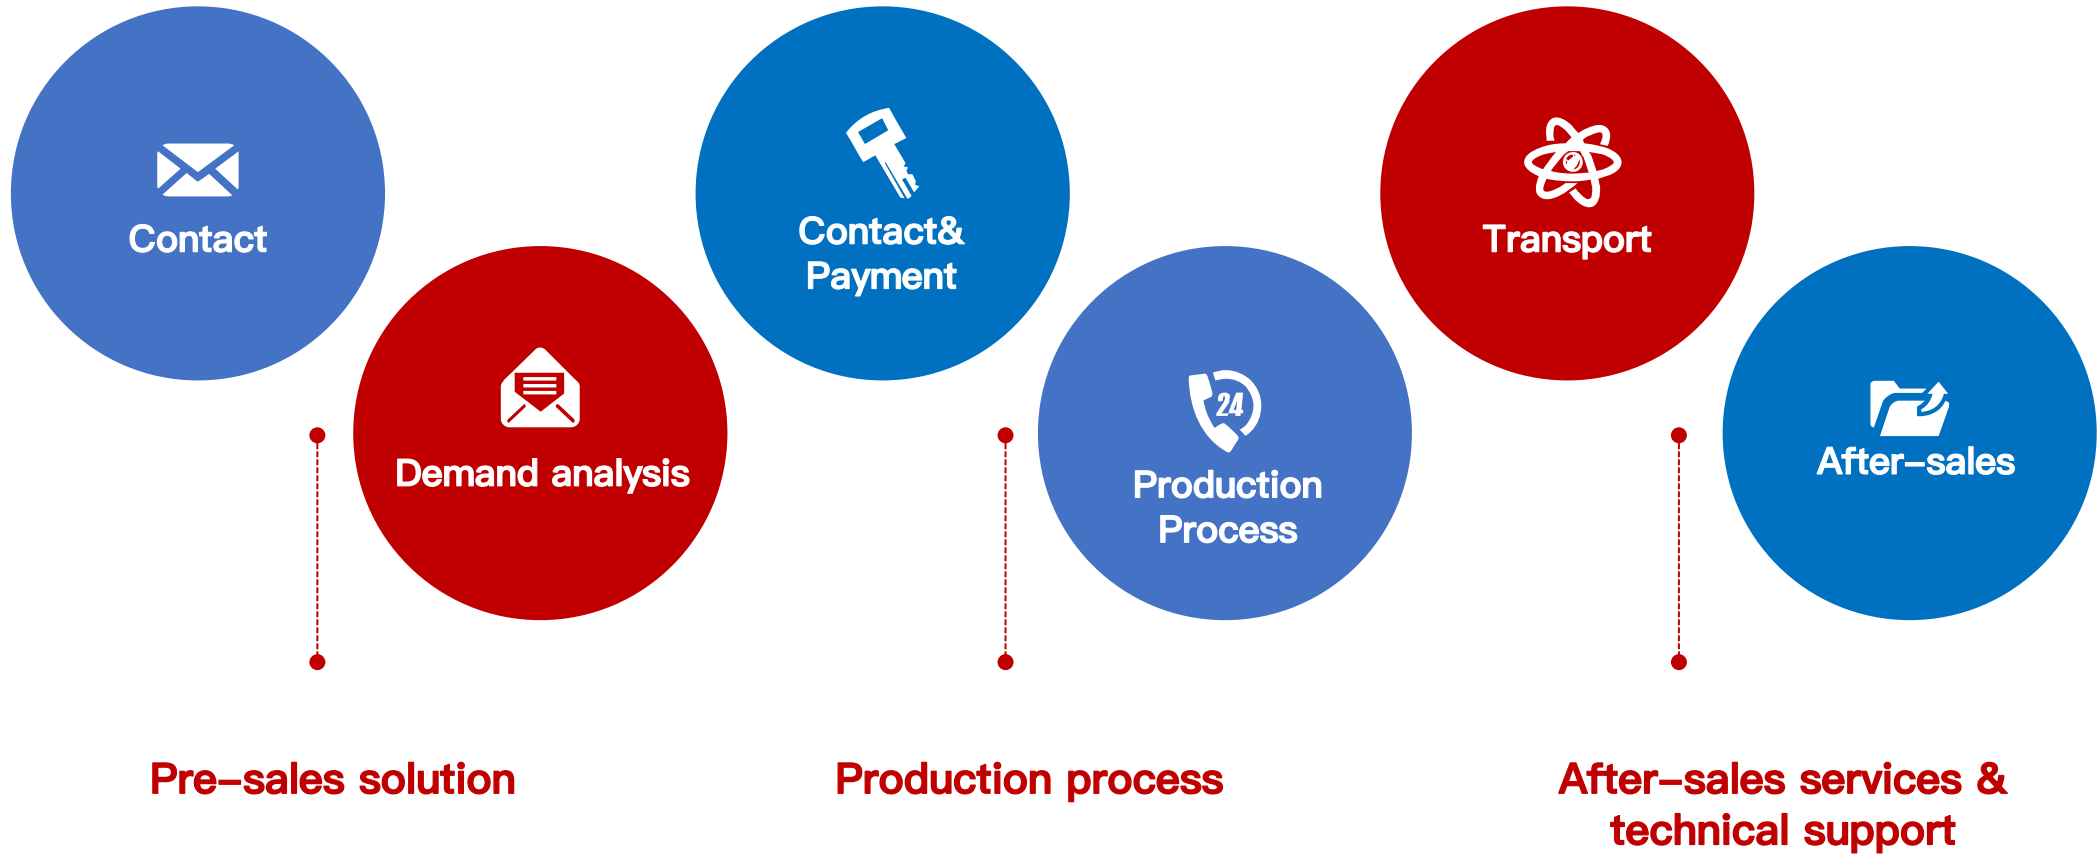 Contact
Demand analysis
Contact&
Payment
24
Production
Process
Transport
After-sales
Pre-sales solution
Production process
After-sales services &
technical support